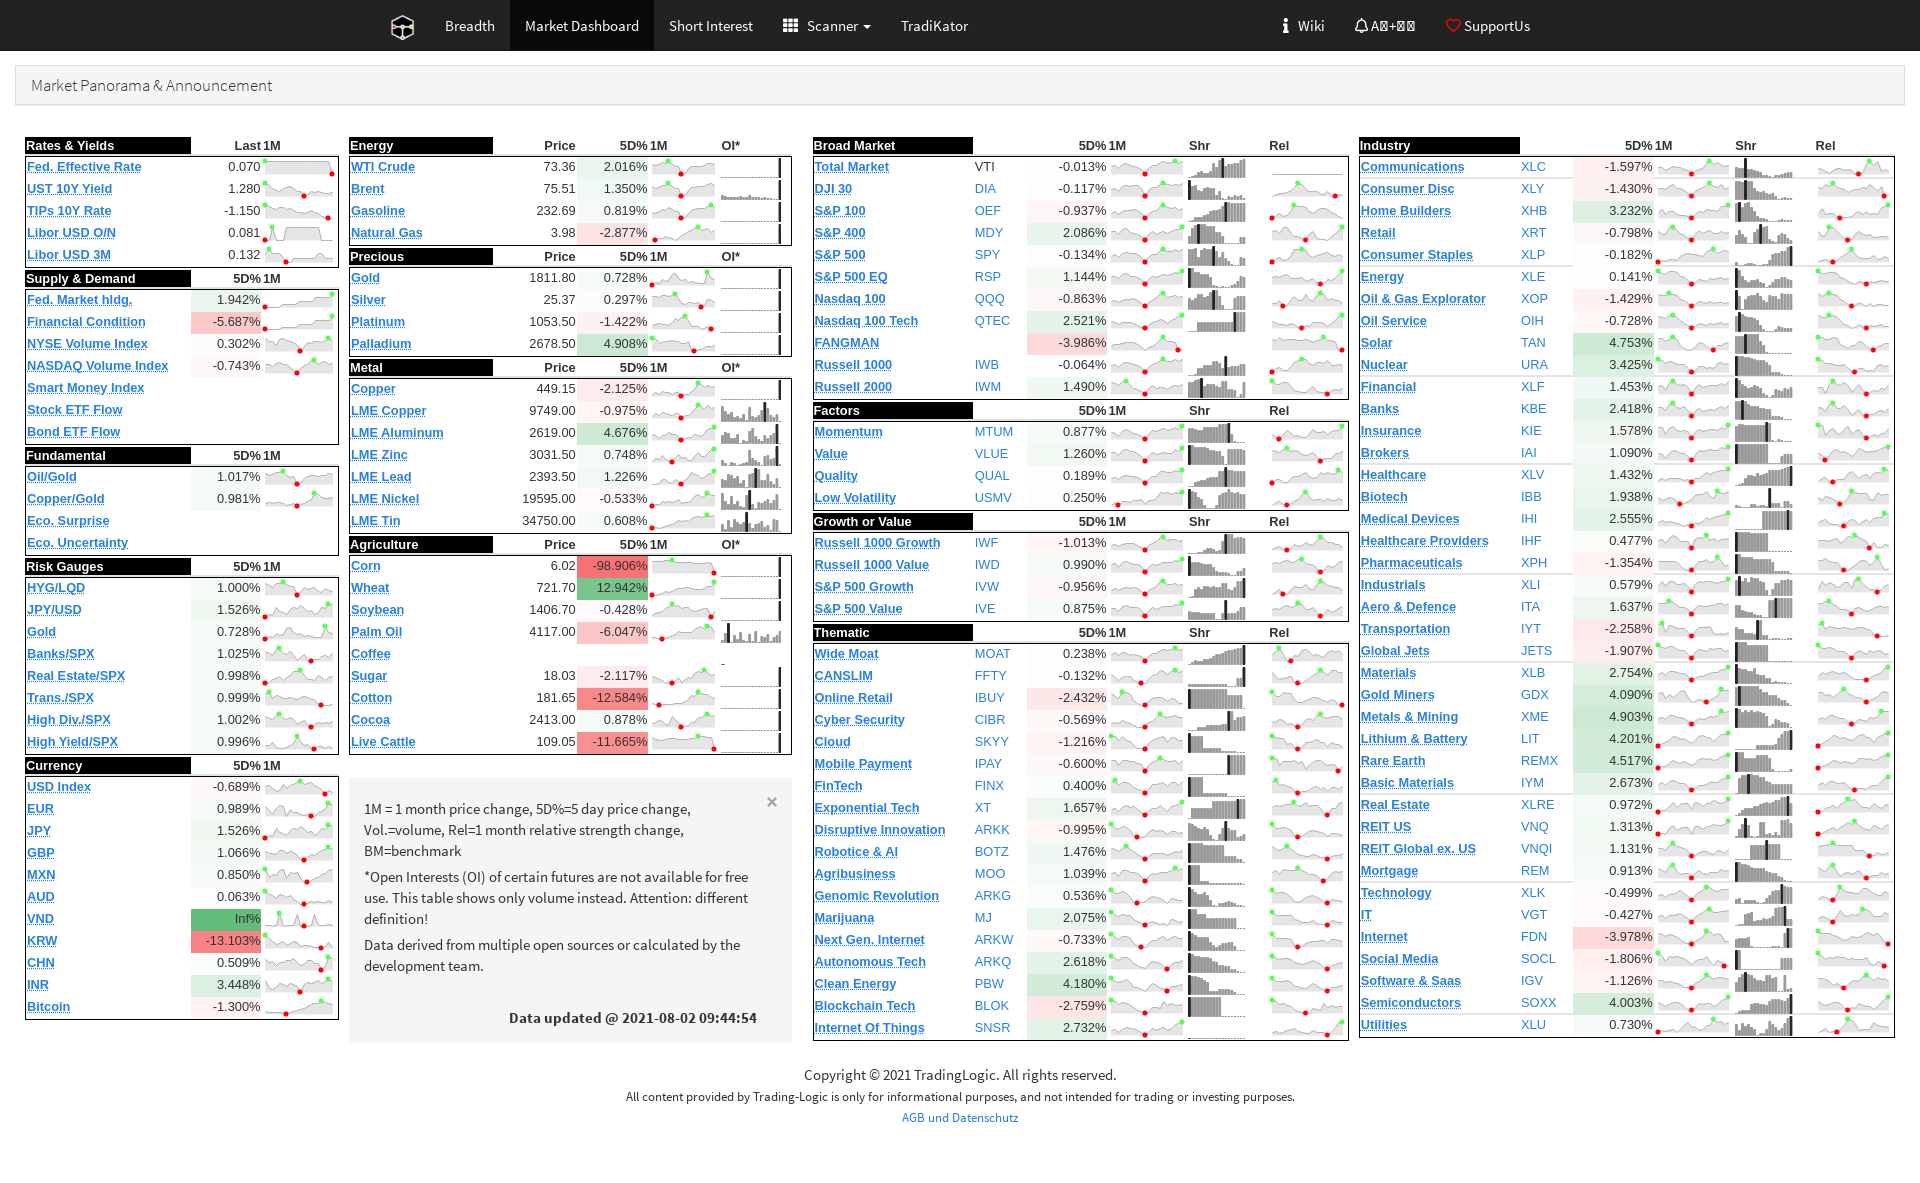 Breadth Market Dashboard Short Interest Scanner TradiKator Wiki SupportUs
Market Panorama & Announcement
Rates & Yields Last 1M
Fed. Effective Rate 0.070
UST 10Y Yield 1.280
TIPs 10Y Rate -1.150
Libor USD O/N 0.081
Libor USD 3M 0.132
Supply & Demand 5D% 1M
Fed. Market hldg. 1.942%
Financial Condition -5.687%
NYSE Volume Index 0.302%
NASDAQ Volume Index -0.743%
Smart Money Index
Stock ETF Flow
Bond ETF Flow
Fundamental 5D% 1M
Oil/Gold 1.017%
Copper/Gold 0.981%
Eco. Surprise
Eco. Uncertainty
Risk Gauges 5D% 1M
HYG/LQD 1.000%
JPY/USD 1.526%
Gold 0.728%
Banks/SPX 1.025%
Real Estate/SPX 0.998%
Trans./SPX 0.999%
High Div./SPX 1.002%
High Yield/SPX 0.996%
Currency 5D% 1M
USD Index -0.689%
EUR 0.989%
JPY 1.526%
GBP 1.066%
MXN 0.850%
AUD 0.063%
VND Inf%
KRW -13.103%
CHN 0.509%
INR 3.448%
Bitcoin -1.300%
Energy Price 5D% 1M OI*
WTI Crude 73.36 2.016%
Brent 75.51 1.350%
Gasoline 232.69 0.819%
Natural Gas 3.98 -2.877%
Precious Price 5D% 1M OI*
Gold 1811.80 0.728%
Silver 25.37 0.297%
Platinum 1053.50 -1.422%
Palladium 2678.50 4.908%
Metal Price 5D% 1M OI*
Copper 449.15 -2.125%
LME Copper 9749.00 -0.975%
LME Aluminum 2619.00 4.676%
LME Zinc 3031.50 0.748%
LME Lead 2393.50 1.226%
LME Nickel 19595.00 -0.533%
LME Tin 34750.00 0.608%
Agriculture Price 5D% 1M OI*
Corn 6.02 -98.906%
Wheat 721.70 12.942%
Soybean 1406.70 -0.428%
Palm Oil 4117.00 -6.047%
Coffee -
Sugar 18.03 -2.117%
Cotton 181.65 -12.584%
Cocoa 2413.00 0.878%
Live Cattle 109.05 -11.665%
×
1M = 1 month price change, 5D%=5 day price change,
Vol.=volume, Rel=1 month relative strength change,
BM=benchmark
*Open Interests (OI) of certain futures are not available for free
use. This table shows only volume instead. Attention: different
definition!
Data derived from multiple open sources or calculated by the
development team.
Data updated @ 2021-08-02 09:44:54
Broad Market 5D% 1M Shr Rel
Total Market VTI -0.013%
DJI 30 DIA -0.117%
S&P 100 OEF -0.937%
S&P 400 MDY 2.086%
S&P 500 SPY -0.134%
S&P 500 EQ RSP 1.144%
Nasdaq 100 QQQ -0.863%
Nasdaq 100 Tech QTEC 2.521%
FANGMAN -3.986%
Russell 1000 IWB -0.064%
Russell 2000 IWM 1.490%
Factors 5D% 1M Shr Rel
Momentum MTUM 0.877%
Value VLUE 1.260%
Quality QUAL 0.189%
Low Volatility USMV 0.250%
Growth or Value 5D% 1M Shr Rel
Russell 1000 Growth IWF -1.013%
Russell 1000 Value IWD 0.990%
S&P 500 Growth IVW -0.956%
S&P 500 Value IVE 0.875%
Thematic 5D% 1M Shr Rel
Wide Moat MOAT 0.238%
CANSLIM FFTY -0.132%
Online Retail IBUY -2.432%
Cyber Security CIBR -0.569%
Cloud SKYY -1.216%
Mobile Payment IPAY -0.600%
FinTech FINX 0.400%
Exponential Tech XT 1.657%
Disruptive Innovation ARKK -0.995%
Robotice & AI BOTZ 1.476%
Agribusiness MOO 1.039%
Genomic Revolution ARKG 0.536%
Marijuana MJ 2.075%
Next Gen. Internet ARKW -0.733%
Autonomous Tech ARKQ 2.618%
Clean Energy PBW 4.180%
Blockchain Tech BLOK -2.759%
Internet Of Things SNSR 2.732%
Industry 5D% 1M Shr Rel
Communications XLC -1.597%
Consumer Disc XLY -1.430%
Home Builders XHB 3.232%
Retail XRT -0.798%
Consumer Staples XLP -0.182%
Energy XLE 0.141%
Oil & Gas Explorator XOP -1.429%
Oil Service OIH -0.728%
Solar TAN 4.753%
Nuclear URA 3.425%
Financial XLF 1.453%
Banks KBE 2.418%
Insurance KIE 1.578%
Brokers IAI 1.090%
Healthcare XLV 1.432%
Biotech IBB 1.938%
Medical Devices IHI 2.555%
Healthcare Providers IHF 0.477%
Pharmaceuticals XPH -1.354%
Industrials XLI 0.579%
Aero & Defence ITA 1.637%
Transportation IYT -2.258%
Global Jets JETS -1.907%
Materials XLB 2.754%
Gold Miners GDX 4.090%
Metals & Mining XME 4.903%
Lithium & Battery LIT 4.201%
Rare Earth REMX 4.517%
Basic Materials IYM 2.673%
Real Estate XLRE 0.972%
REIT US VNQ 1.313%
REIT Global ex. US VNQI 1.131%
Mortgage REM 0.913%
Technology XLK -0.499%
IT VGT -0.427%
Internet FDN -3.978%
Social Media SOCL -1.806%
Software & Saas IGV -1.126%
Semiconductors SOXX 4.003%
Utilities XLU 0.730%
Copyright © 2021 TradingLogic. All rights reserved.
All content provided by Trading-Logic is only for informational purposes, and not intended for trading or investing purposes.
AGB und Datenschutz